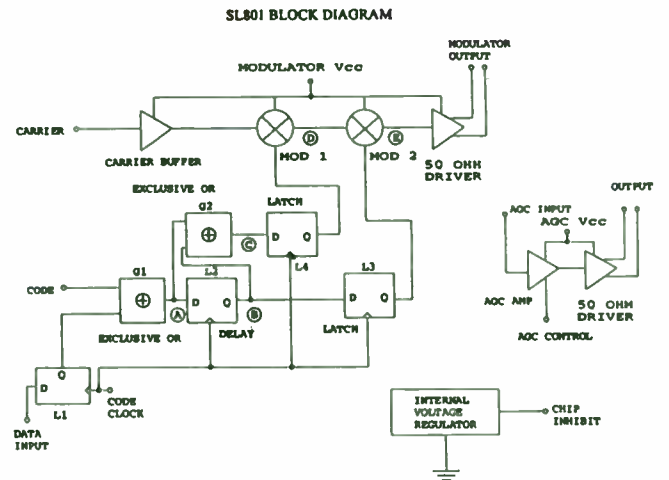 SL801 BLOCK DIAGRAM
MODULATOR
OUTPUT
MODULATOR Vcc
CARRIER
CARRIER BUFFER
D
MOD 1
E
MOD 2
50 OHM
DRIVER
EXCLUSIVE OR
G2
LATCH
D
Q
C
L4
OUTPUT
AGC INPUT
AGC Vcc
AGC AMP
50 OHM
DRIVER
AGC CONTROL
CODE
G1
A
EXCLUSIVE OR
L2
D
Q
B
DELAY
L3
D
Q
LATCH
Q
D
L1
CODE
CLOCK
DATA
INPUT
INTERNAL
VOLTAGE
REGULATOR
CHIP
INHIBIT